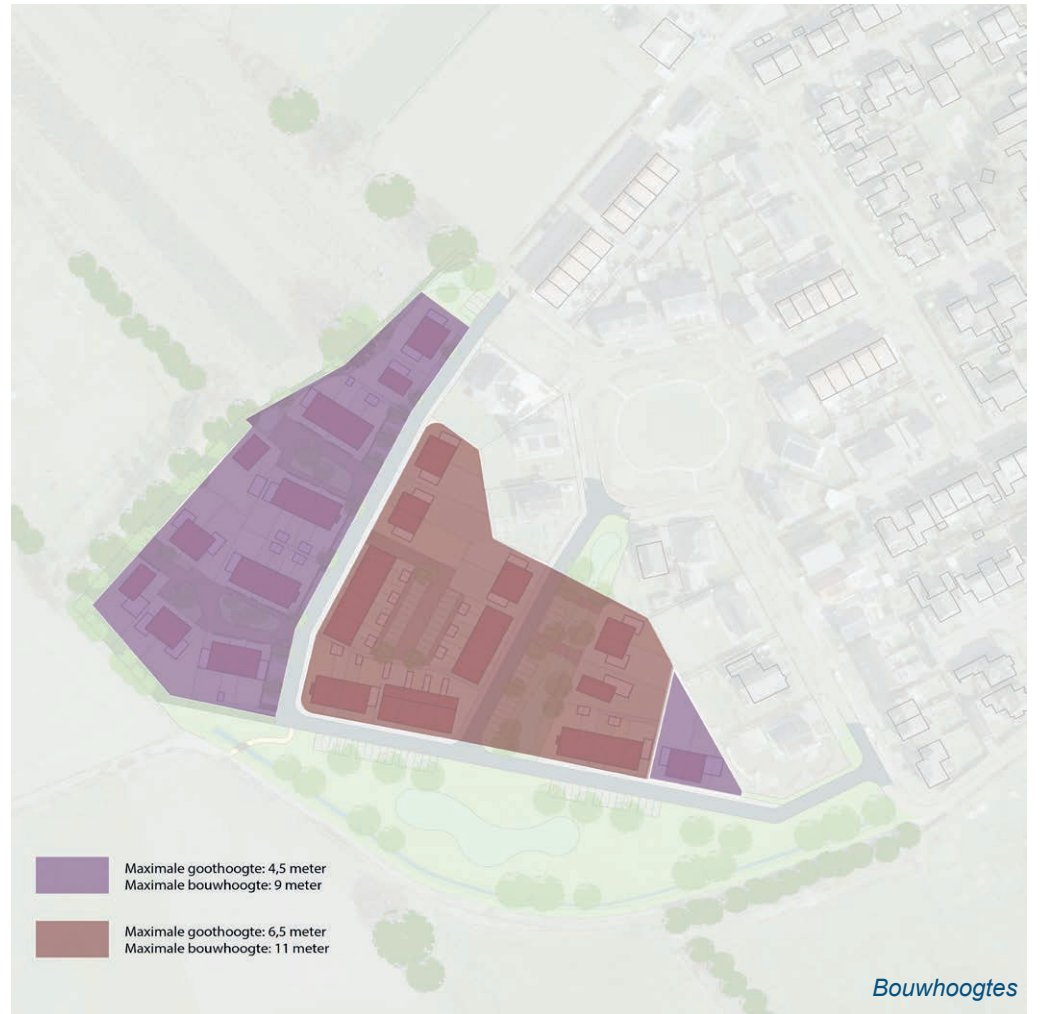 Maximale goothoogte: 4,5 meter
Maximale bouwhoogte: 9 meter
Maximale goothoogte: 6,5 meter
Maximale bouwhoogte: 11 meter
Bouwhoogtes